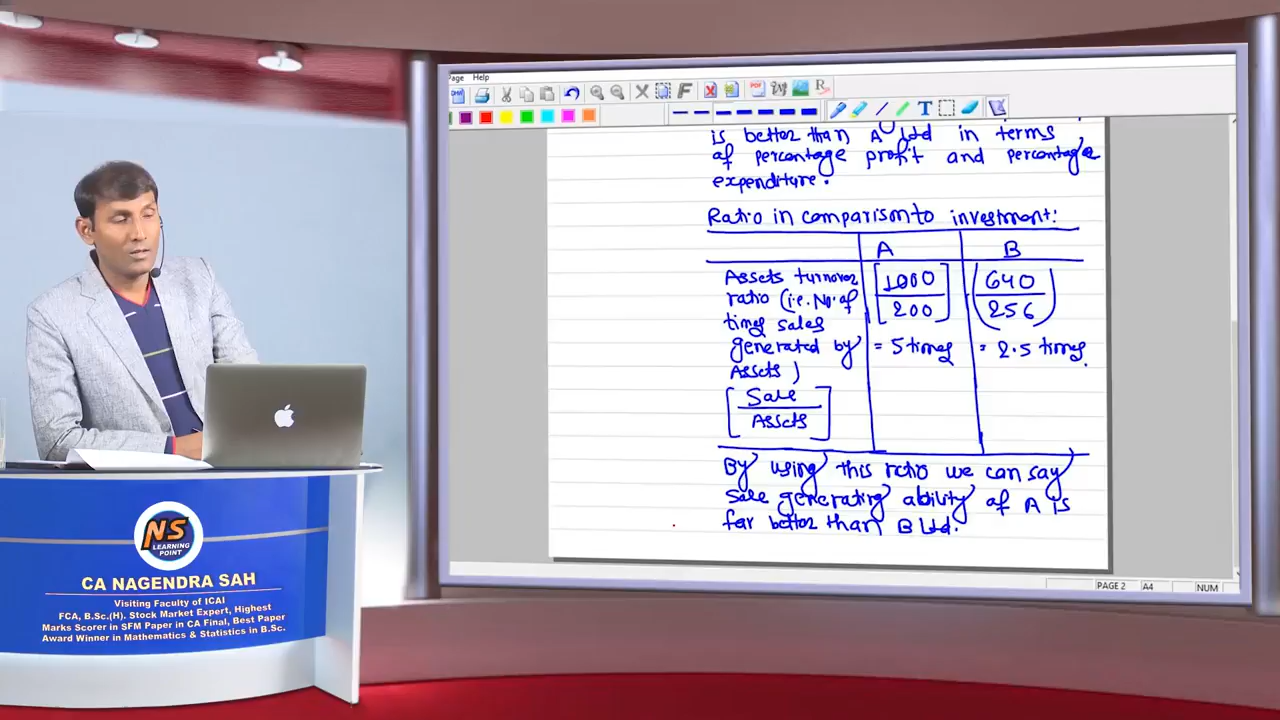 Page Help
is better than A Ltd in terms
of percentage profit and percentage
expenditure.
Ratio in comparison to investment:
A B
Assets turnover
ratio (i.e. No. of
times sales
generated by
Assets)
[Sale / Assets]
[1000 / 200]
= 5 times
(640 / 256)
= 2.5 times.
By using this ratio we can say
Sale generating ability of A is
far better than B Ltd.
PAGE 2 A4 NUM
NS
LEARNING
POINT
CA NAGENDRA SAH
Visiting Faculty of ICAI
FCA, B.Sc.(H). Stock Market Expert, Highest
Marks Scorer in SFM Paper in CA Final, Best Paper
Award Winner in Mathematics & Statistics in B.Sc.